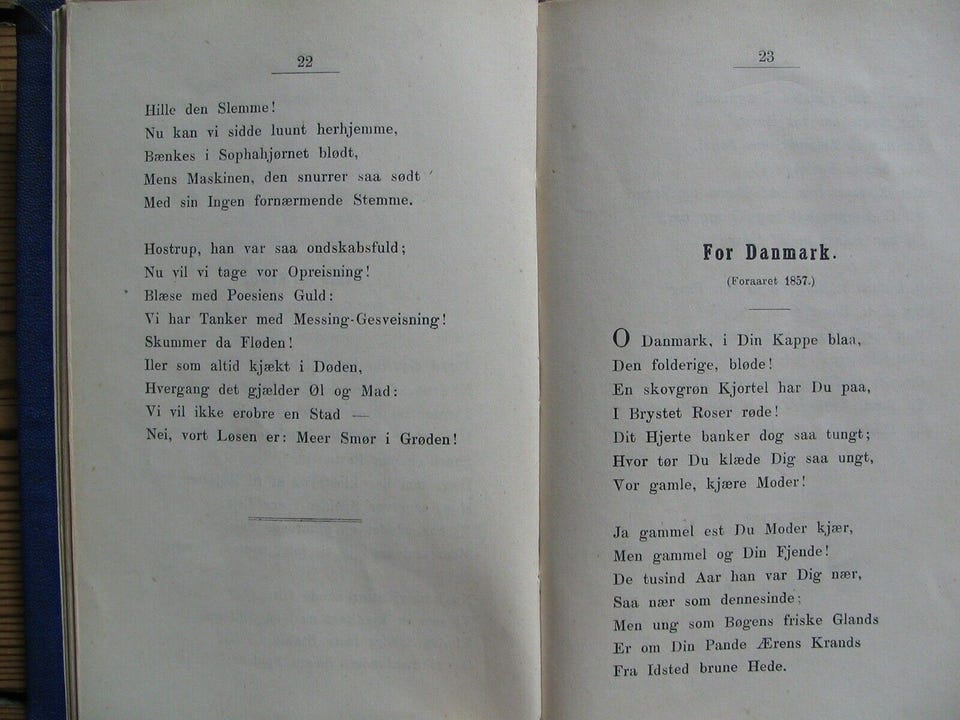 22
Hille den Slemme!
Nu kan vi sidde luunt herhjemme,
Bænkes i Sophahjørnet blødt,
Mens Maskinen, den snurrer saa sødt
Med sin Ingen fornærmende Stemme.
Hostrup, han var saa ondskabsfuld;
Nu vil vi tage vor Opreisning!
Blæse med Poesiens Guld:
Vi har Tanker med Messing-Gesveisning!
Skummer da Fløden!
Iler som altid kjækt i Døden,
Hvergang det gjælder Øl og Mad:
Vi vil ikke erobre en Stad —
Nei, vort Løsen er: Meer Smør i Grøden!
23
For Danmark.
(Foraaret 1857.)
O Danmark, i Din Kappe blaa,
Den folderige, bløde!
En skovgrøn Kjortel har Du paa,
I Brystet Roser røde!
Dit Hjerte banker dog saa tungt;
Hvor tør Du klæde Dig saa ungt,
Vor gamle, kjære Moder!
Ja gammel est Du Moder kjær,
Men gammel og Din Fjende!
De tusind Aar han var Dig nær,
Saa nær som dennesinde;
Men ung som Bøgens friske Glands
Er om Din Pande Ærens Krands
Fra Idsted brune Hede.